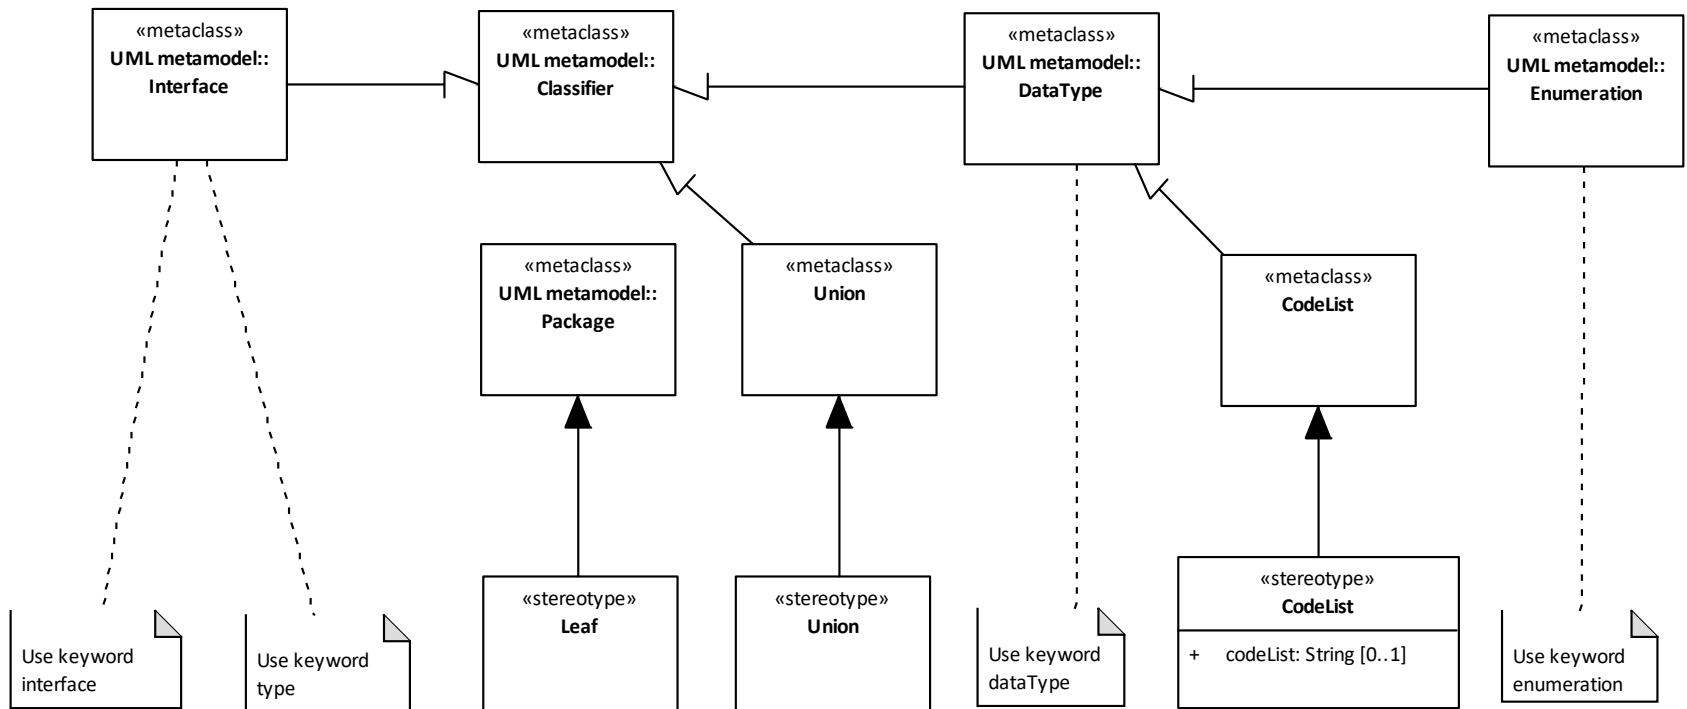 «metaclass»
UML metamodel::
Interface
«metaclass»
UML metamodel::
Classifier
«metaclass»
UML metamodel::
DataType
«metaclass»
UML metamodel::
Enumeration
«metaclass»
UML metamodel::
Package
«metaclass»
Union
«metaclass»
CodeList
Use keyword
interface
Use keyword
type
«stereotype»
Leaf
«stereotype»
Union
Use keyword
dataType
«stereotype»
CodeList
+ codeList: String [0..1]
Use keyword
enumeration